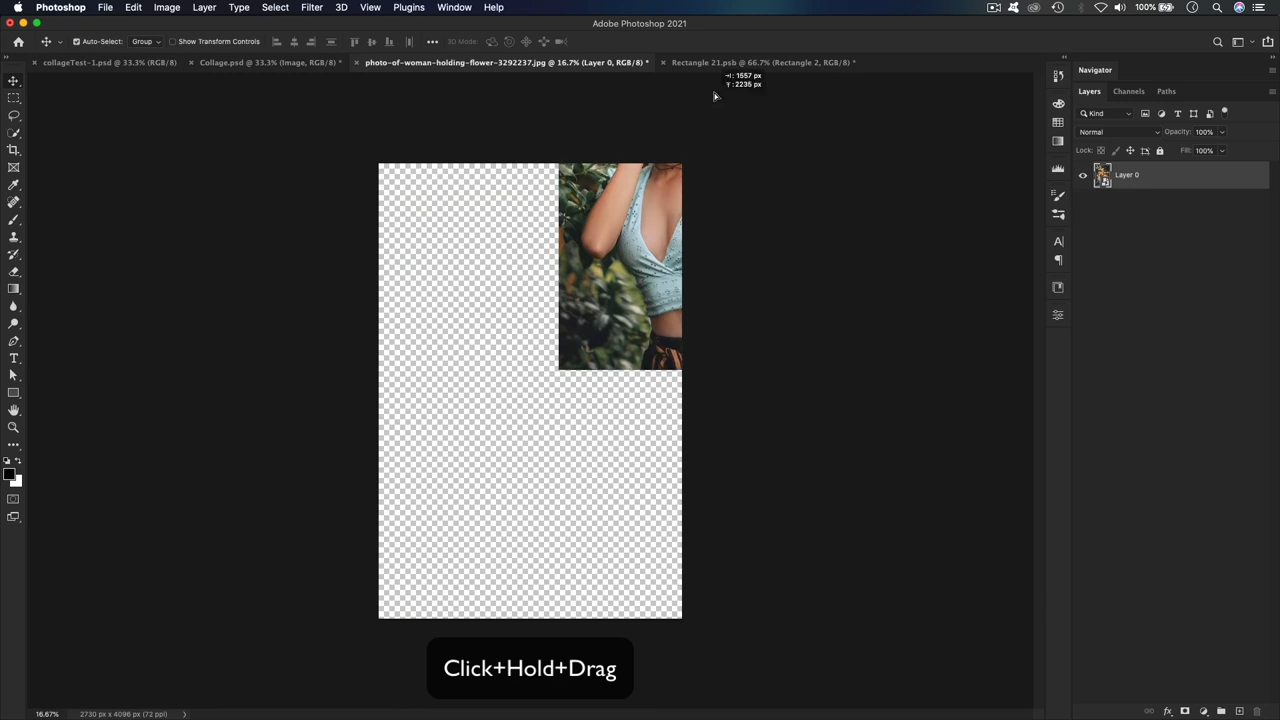 Photoshop File Edit Image Layer Type Select Filter 3D View Plugins Window Help 100%
Adobe Photoshop 2021
Auto-Select: Group Show Transform Controls 3D Mode:
collageTest-1.psd @ 33.3% (RGB/8) Collage.psd @ 33.3% (Image, RGB/8) * photo-of-woman-holding-flower-3292237.jpg @ 16.7% (Layer 0, RGB/8) * Rectangle 21.psb @ 66.7% (Rectangle 2, RGB/8) *
Navigator
: 1557 px
: 2235 px
Layers Channels Paths
Kind
Normal Opacity: 100%
Lock: Fill: 100%
Layer 0
Click+Hold+Drag
16.67% 2730 px x 4096 px (72 ppi)